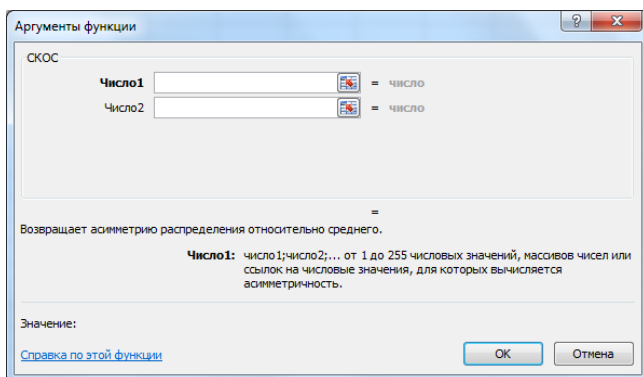 Аргументы функции
СКОС
Число1 = число
Число2 = число
=
Возвращает асимметрию распределения относительно среднего.
Число1: число1;число2;... от 1 до 255 числовых значений, массивов чисел или
ссылок на числовые значения, для которых вычисляется
асимметричность.
Значение:
Справка по этой функции
ОК
Отмена